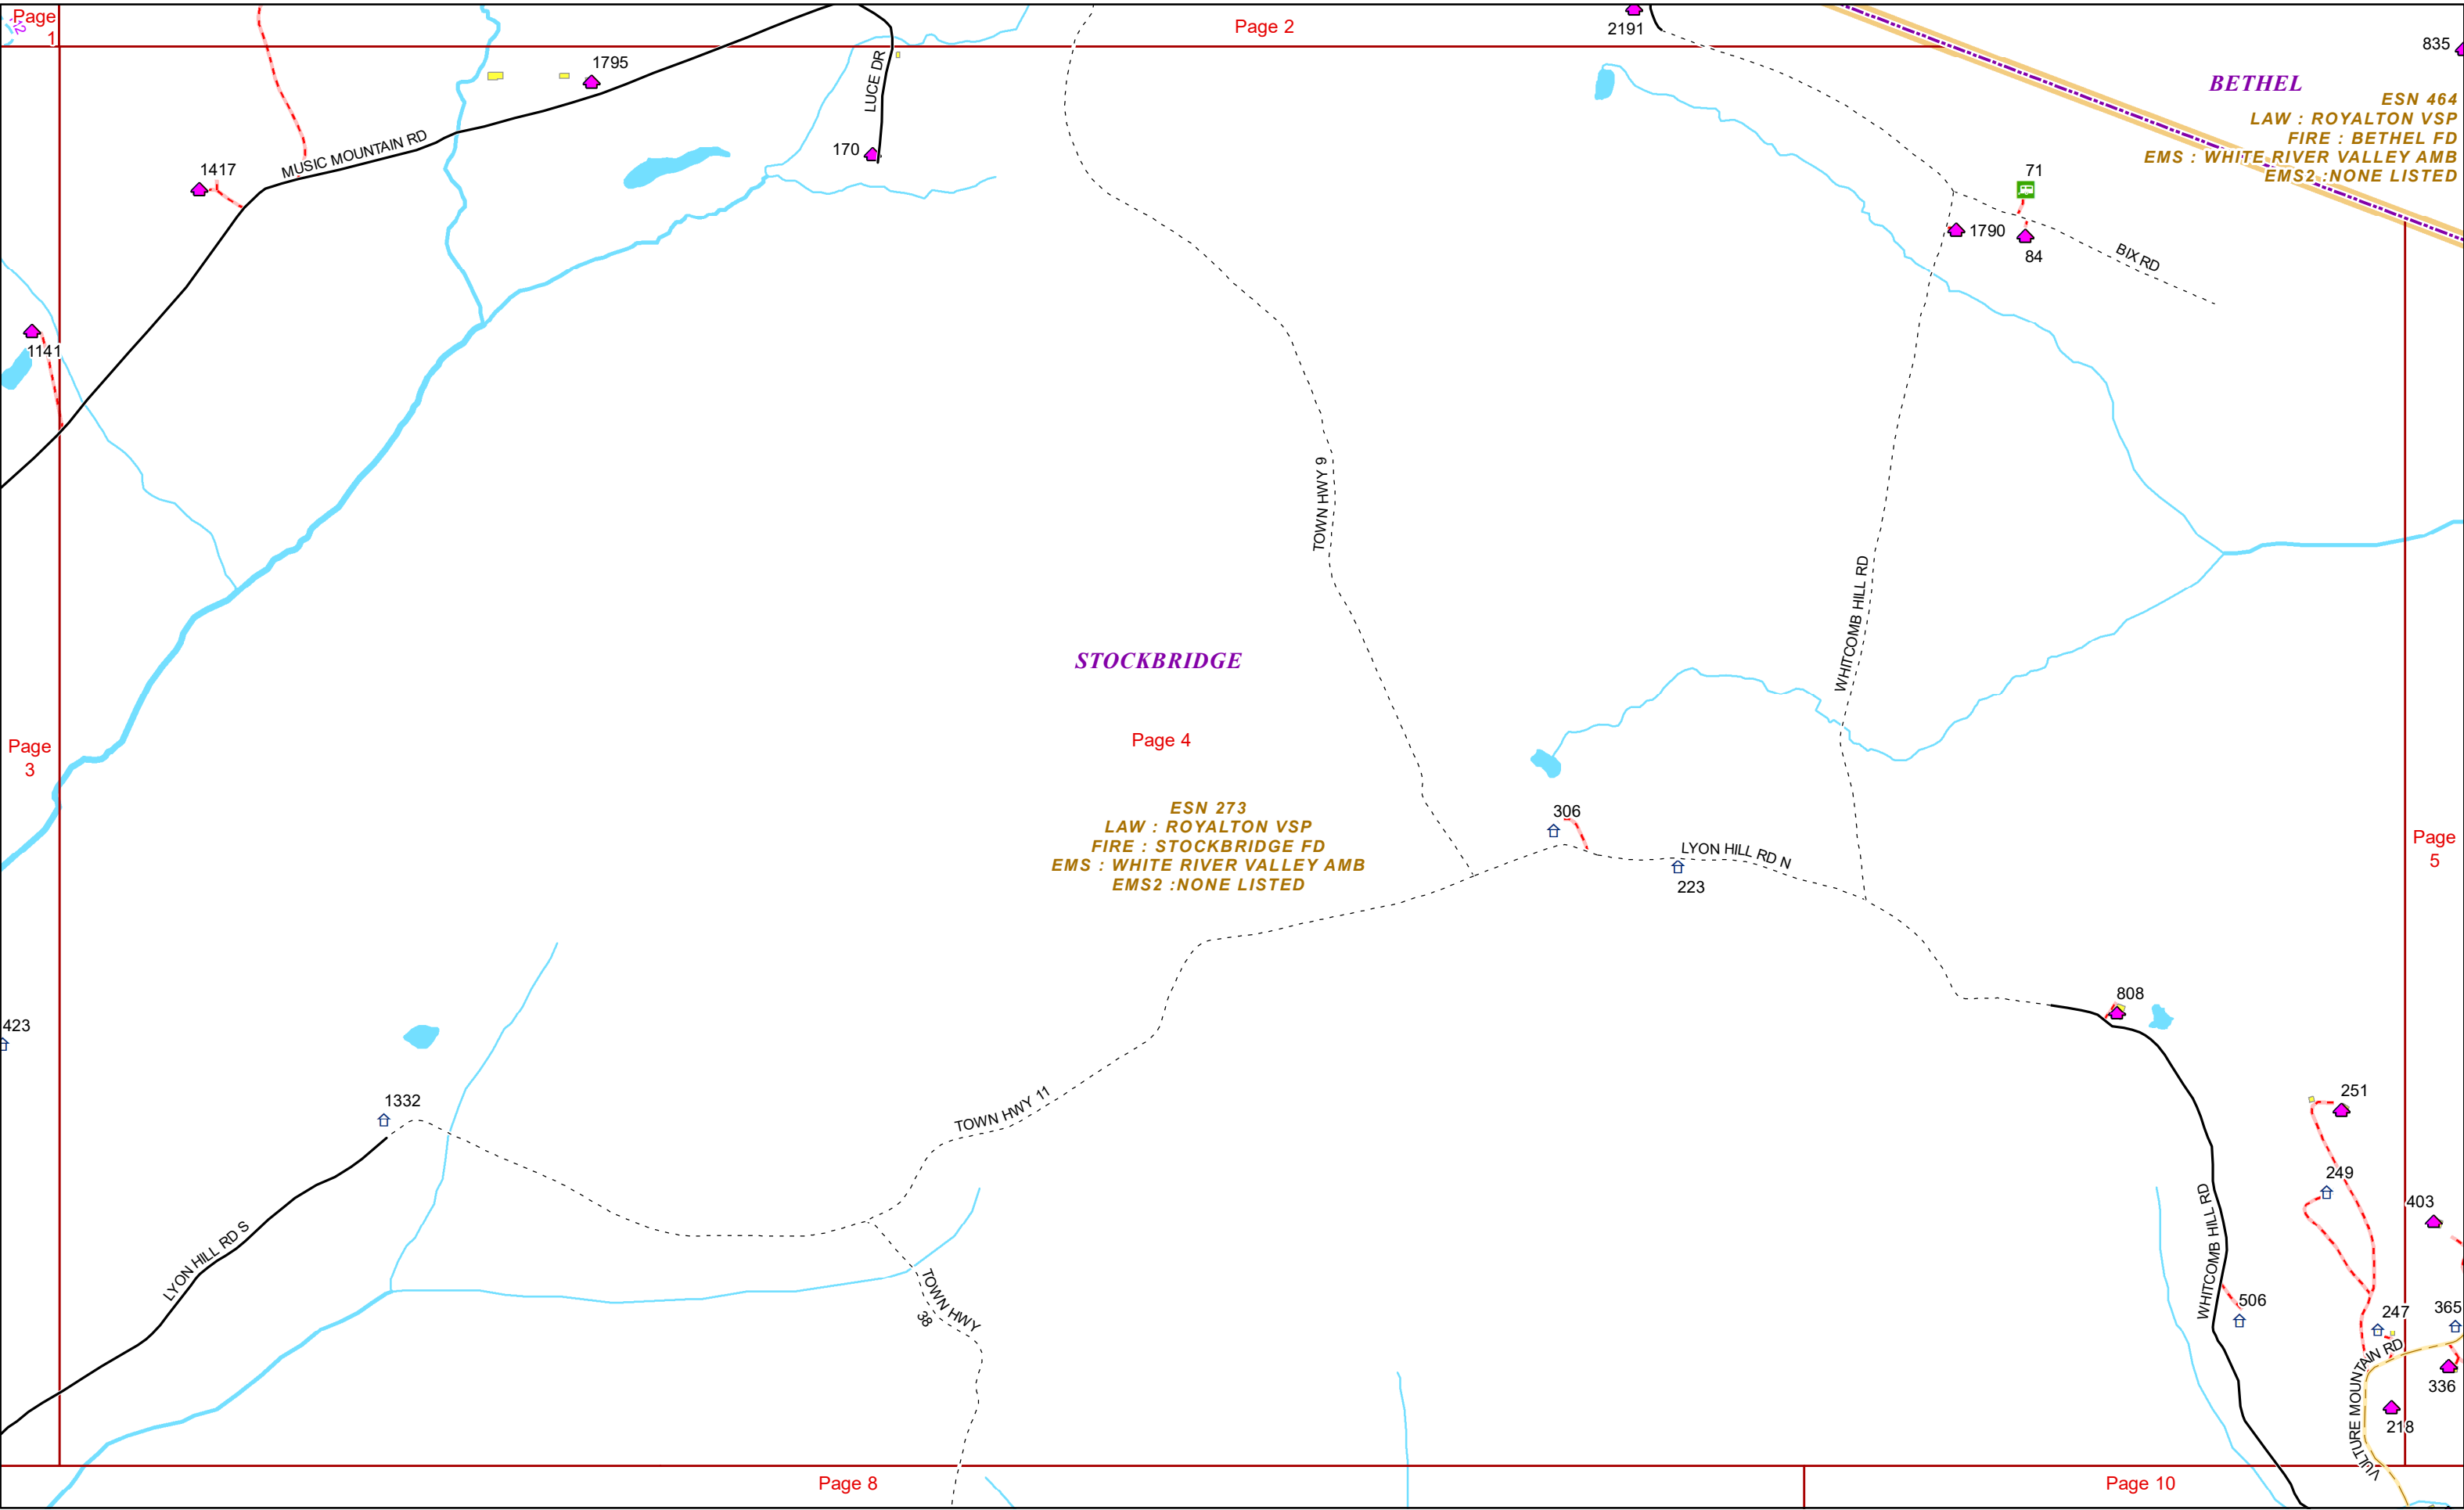 Page
1
12
Page 2
2191
835
BETHEL
ESN 464
LAW : ROYALTON VSP
FIRE : BETHEL FD
EMS : WHITE RIVER VALLEY AMB
EMS2 :NONE LISTED
1795
LUCE DR
170
MUSIC MOUNTAIN RD
1417
71
1790
84
BIX RD
1141
TOWN HWY 9
WHITCOMB HILL RD
STOCKBRIDGE
Page 4
Page
3
ESN 273
LAW : ROYALTON VSP
FIRE : STOCKBRIDGE FD
EMS : WHITE RIVER VALLEY AMB
EMS2 :NONE LISTED
306
LYON HILL RD N
223
Page
5
808
423
1332
TOWN HWY 11
251
249
403
LYON HILL RD S
WHITCOMB HILL RD
TOWN HWY
38
506
247
365
VULTURE MOUNTAIN RD
336
218
Page 8
Page 10